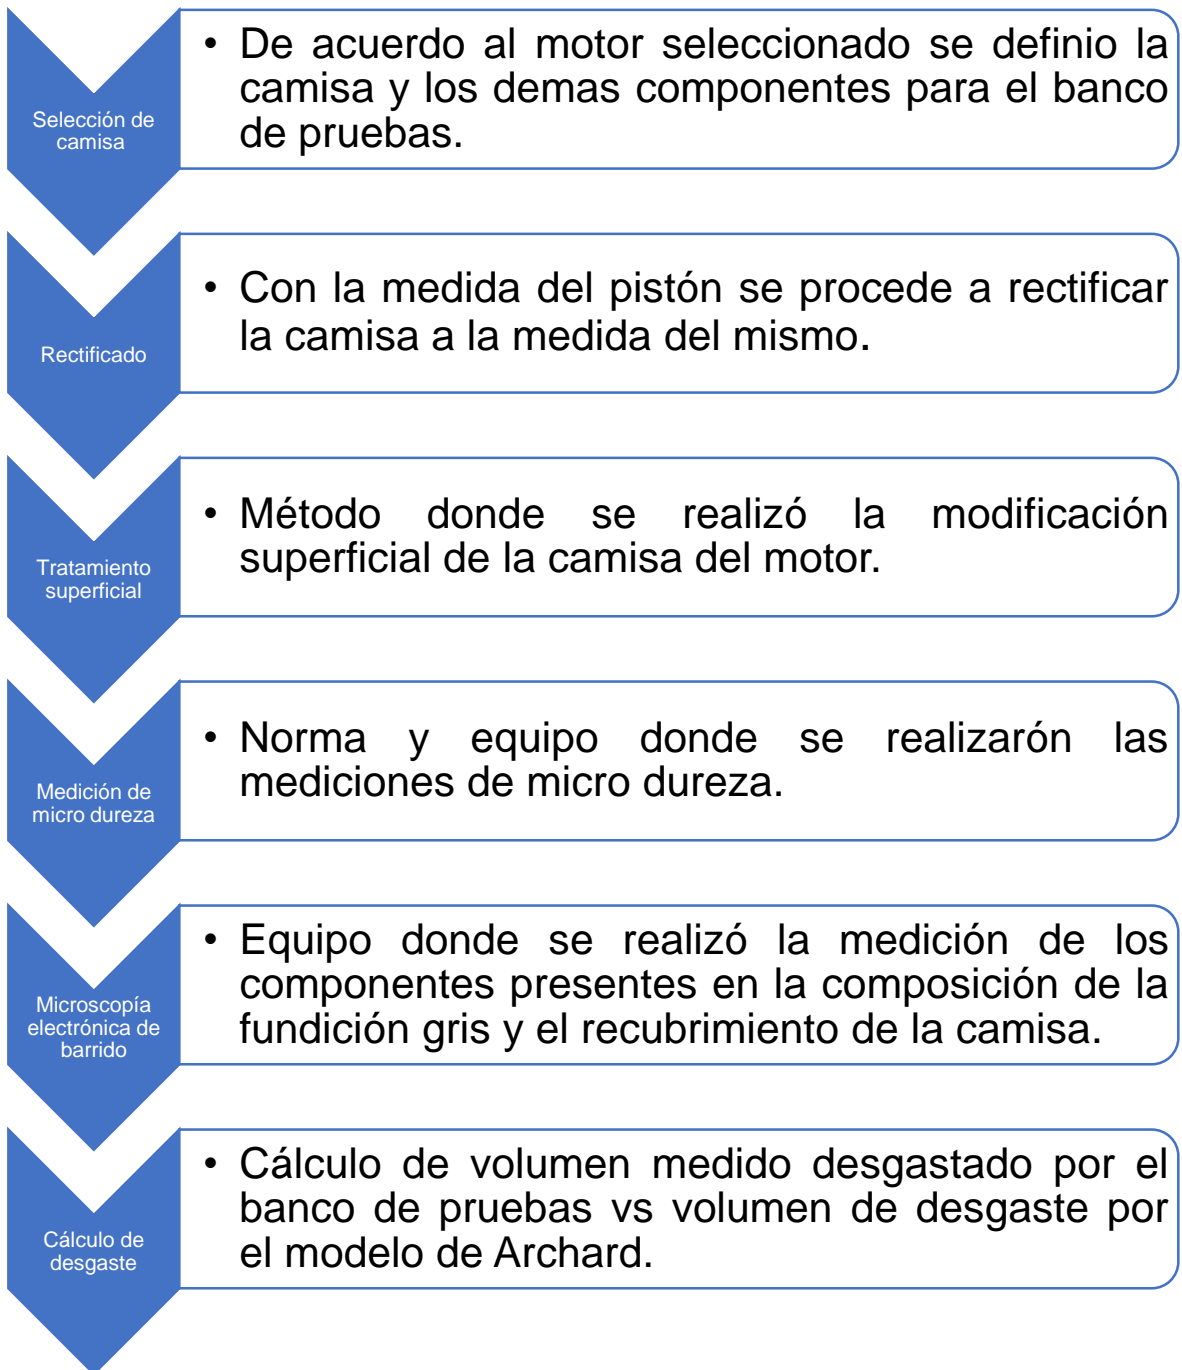 Selección de
camisa
• De acuerdo al motor seleccionado se definio la
camisa y los demas componentes para el banco
de pruebas.
Rectificado
• Con la medida del pistón se procede a rectificar
la camisa a la medida del mismo.
Tratamiento
superficial
• Método donde se realizó la modificación
superficial de la camisa del motor.
Medición de
micro dureza
• Norma y equipo donde se realizarón las
mediciones de micro dureza.
Microscopía
electrónica de
barrido
• Equipo donde se realizó la medición de los
componentes presentes en la composición de la
fundición gris y el recubrimiento de la camisa.
Cálculo de
desgaste
• Cálculo de volumen medido desgastado por el
banco de pruebas vs volumen de desgaste por
el modelo de Archard.